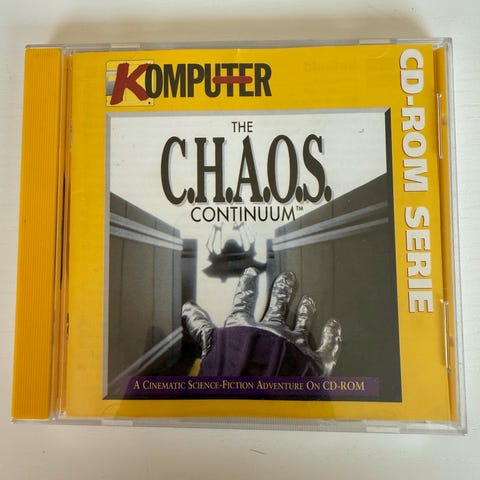 KOMPUTER
CD-ROM SERIE
THE
C.H.A.O.S.
CONTINUUM™
A CINEMATIC SCIENCE-FICTION ADVENTURE ON CD-ROM